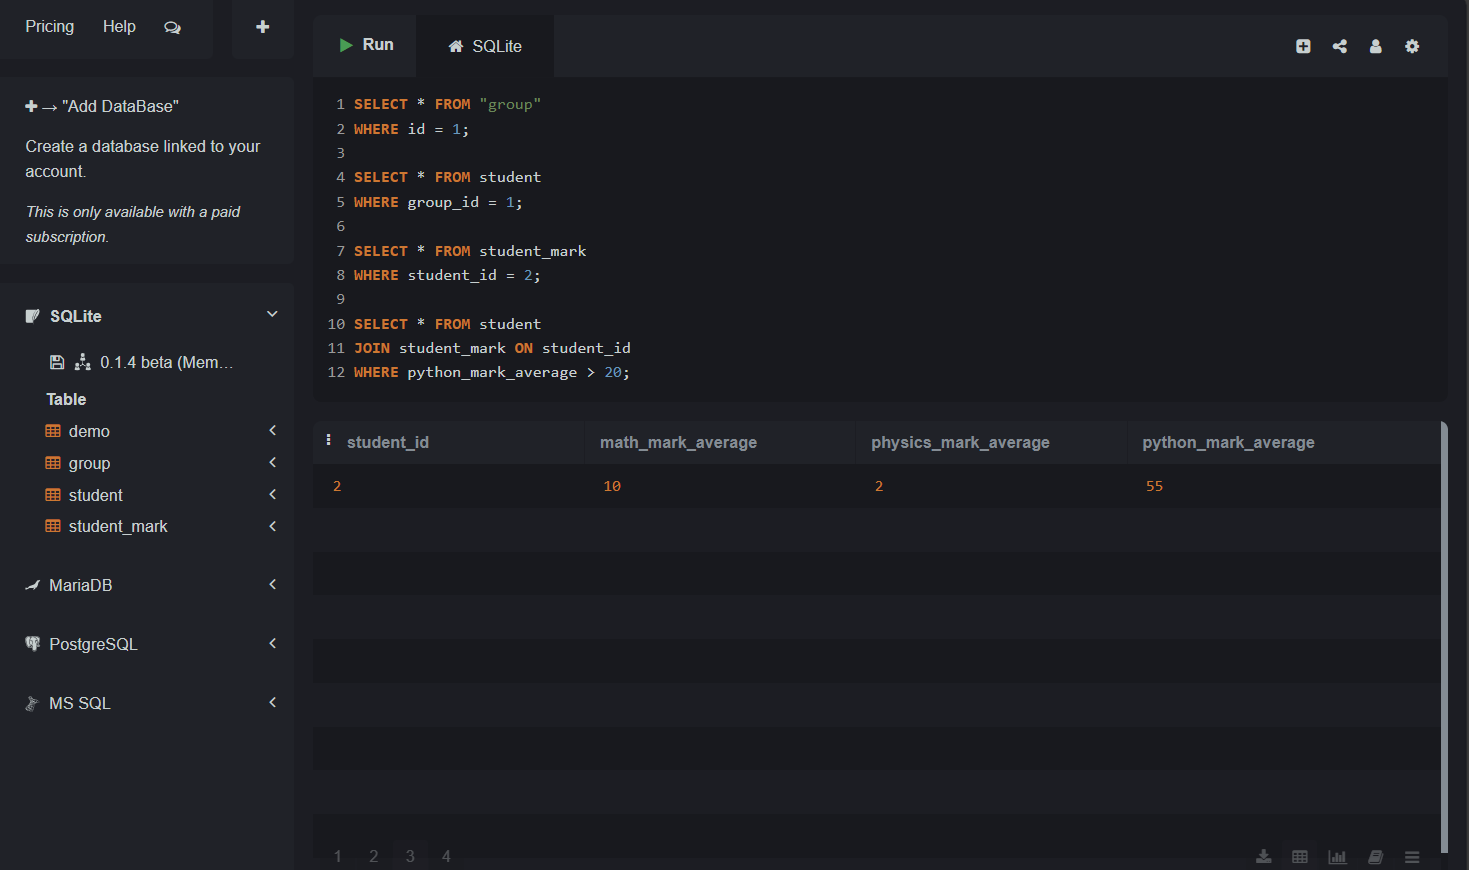 Pricing Help
Run
SQLite
→ "Add DataBase"
Create a database linked to your
account.
This is only available with a paid
subscription.
SQLite
0.1.4 beta (Mem...
Table
demo
group
student
student_mark
MariaDB
PostgreSQL
MS SQL
1 SELECT * FROM "group"
2 WHERE id = 1;
3
4 SELECT * FROM student
5 WHERE group_id = 1;
6
7 SELECT * FROM student_mark
8 WHERE student_id = 2;
9
10 SELECT * FROM student
11 JOIN student_mark ON student_id
12 WHERE python_mark_average > 20;
student_id math_mark_average physics_mark_average python_mark_average
2 10 2 55
1 2 3 4